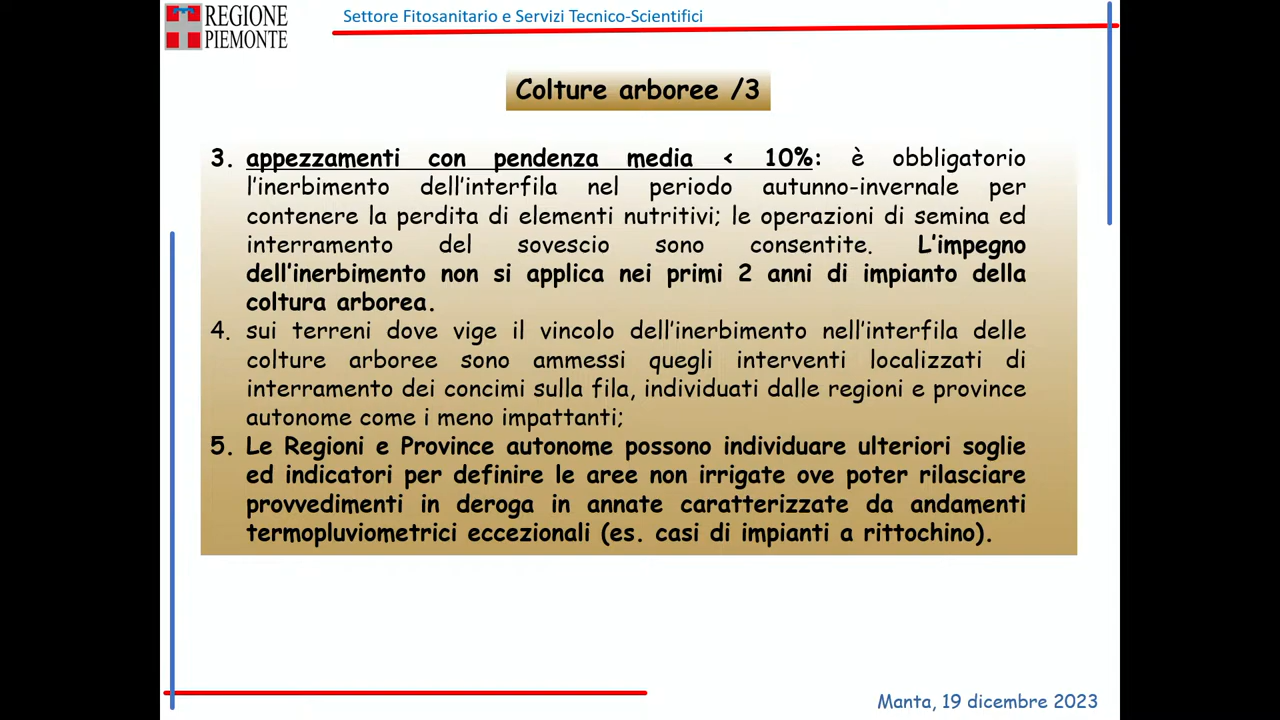 REGIONE
PIEMONTE
Settore Fitosanitario e Servizi Tecnico-Scientifici
Colture arboree /3
3. appezzamenti con pendenza media < 10%: è obbligatorio
l’inerbimento dell’interfila nel periodo autunno-invernale per
contenere la perdita di elementi nutritivi; le operazioni di semina ed
interramento del sovescio sono consentite. L’impegno
dell’inerbimento non si applica nei primi 2 anni di impianto della
coltura arborea.
4. sui terreni dove vige il vincolo dell’inerbimento nell’interfila delle
colture arboree sono ammessi quegli interventi localizzati di
interramento dei concimi sulla fila, individuati dalle regioni e province
autonome come i meno impattanti;
5. Le Regioni e Province autonome possono individuare ulteriori soglie
ed indicatori per definire le aree non irrigate ove poter rilasciare
provvedimenti in deroga in annate caratterizzate da andamenti
termopluviometrici eccezionali (es. casi di impianti a rittochino).
Manta, 19 dicembre 2023